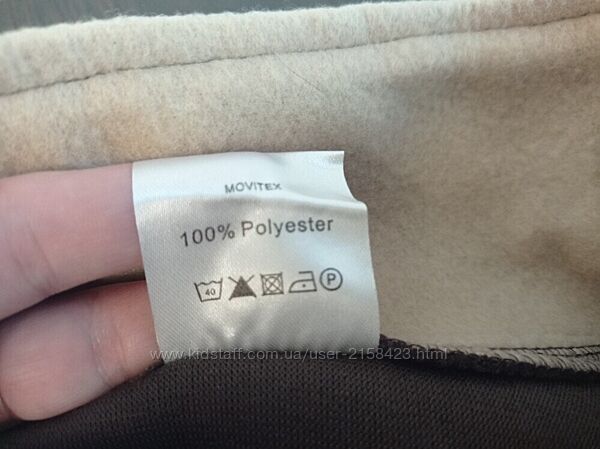 MOVITEX
100% Polyester
40 P
www.kidstaff.com.ua/user-2158423.html